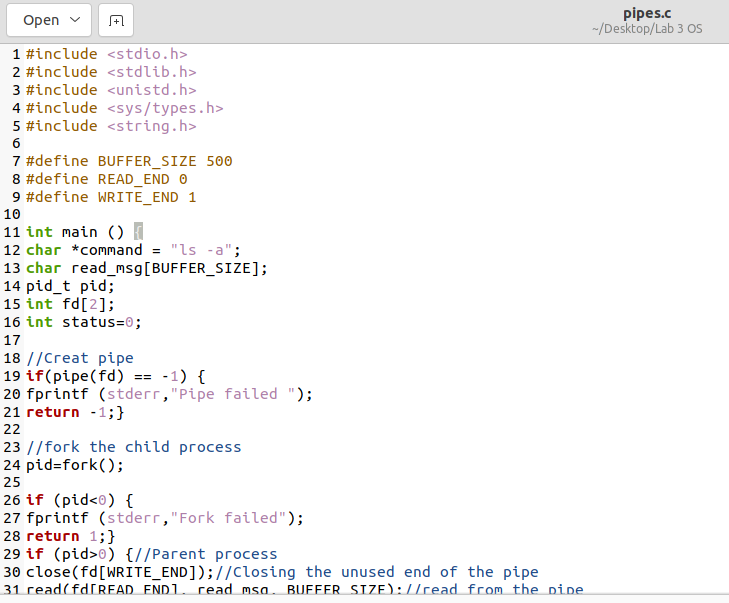 Open
pipes.c
~/Desktop/Lab 3 OS
1 #include <stdio.h>
2 #include <stdlib.h>
3 #include <unistd.h>
4 #include <sys/types.h>
5 #include <string.h>
6
7 #define BUFFER_SIZE 500
8 #define READ_END 0
9 #define WRITE_END 1
10
11 int main () {
12 char *command = "ls -a";
13 char read_msg[BUFFER_SIZE];
14 pid_t pid;
15 int fd[2];
16 int status=0;
17
18 //Creat pipe
19 if(pipe(fd) == -1) {
20 fprintf (stderr,"Pipe failed ");
21 return -1;}
22
23 //fork the child process
24 pid=fork();
25
26 if (pid<0) {
27 fprintf (stderr,"Fork failed");
28 return 1;}
29 if (pid>0) {//Parent process
30 close(fd[WRITE_END]);//Closing the unused end of the pipe
31 read(fd[READ_END], read_msg, BUFFER_SIZE);//read from the pipe